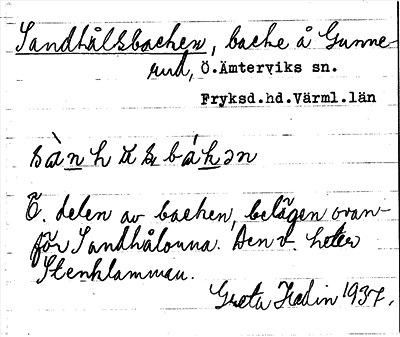 Sandhålsbacken, backe å Gunne-
rud, Ö.Ämterviks sn.
Fryksd.hd.Värml.län
Ö. delen av backen, belägen ovan-
för Sandhålorna. Den v. heter
Stenklammau.
Greta Hedin 1937.